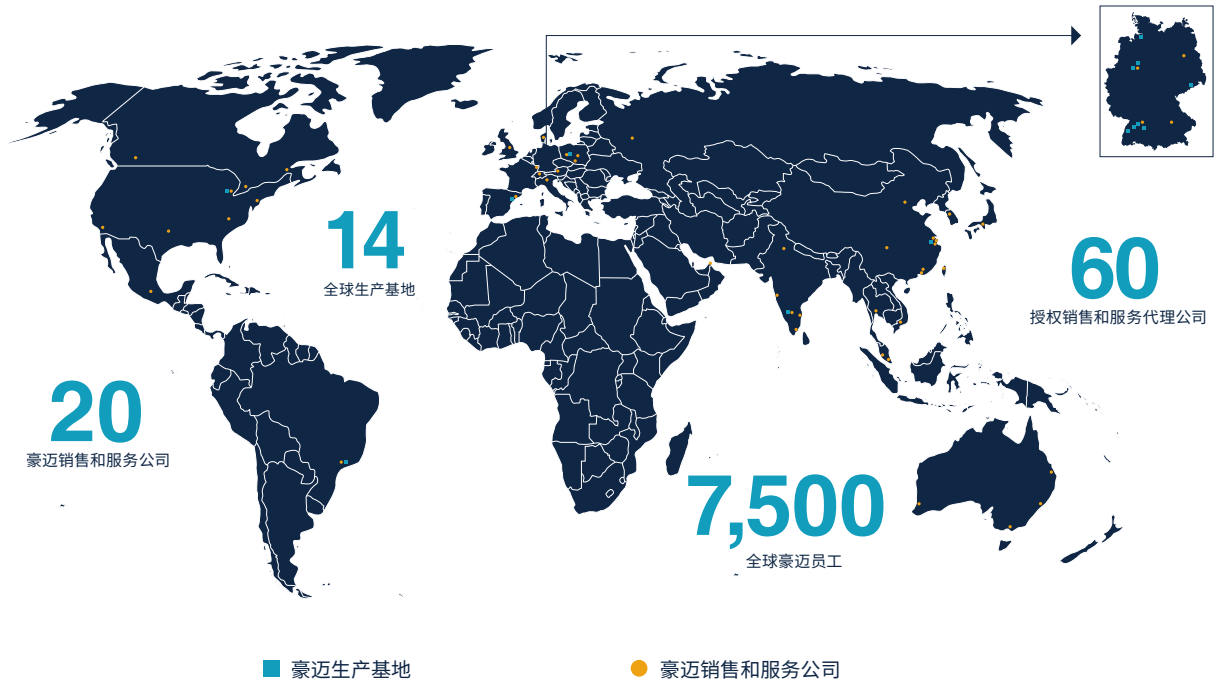 14
全球生产基地
60
授权销售和服务代理公司
20
豪迈销售和服务公司
7,500
全球豪迈员工
豪迈生产基地
豪迈销售和服务公司